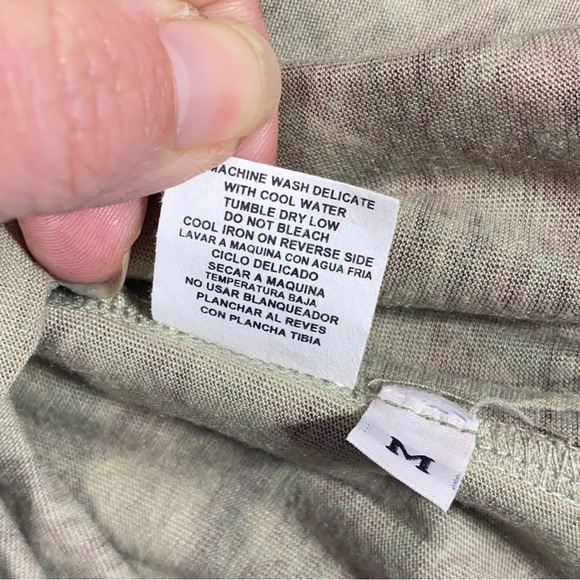 MACHINE WASH DELICATE
WITH COOL WATER
TUMBLE DRY LOW
DO NOT BLEACH
COOL IRON ON REVERSE SIDE
LAVAR A MAQUINA CON AGUA FRIA
CICLO DELICADO
SECAR A MAQUINA
TEMPERATURA BAJA
NO USAR BLANQUEADOR
PLANCHAR AL REVES
CON PLANCHA TIBIA
M